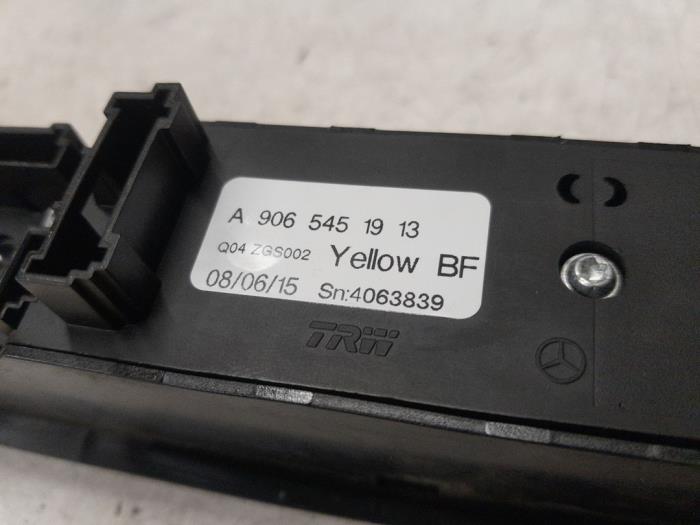 A 906 545 19 13
Q04 ZGS002 Yellow BF
08/06/15 Sn:4063839
TRW